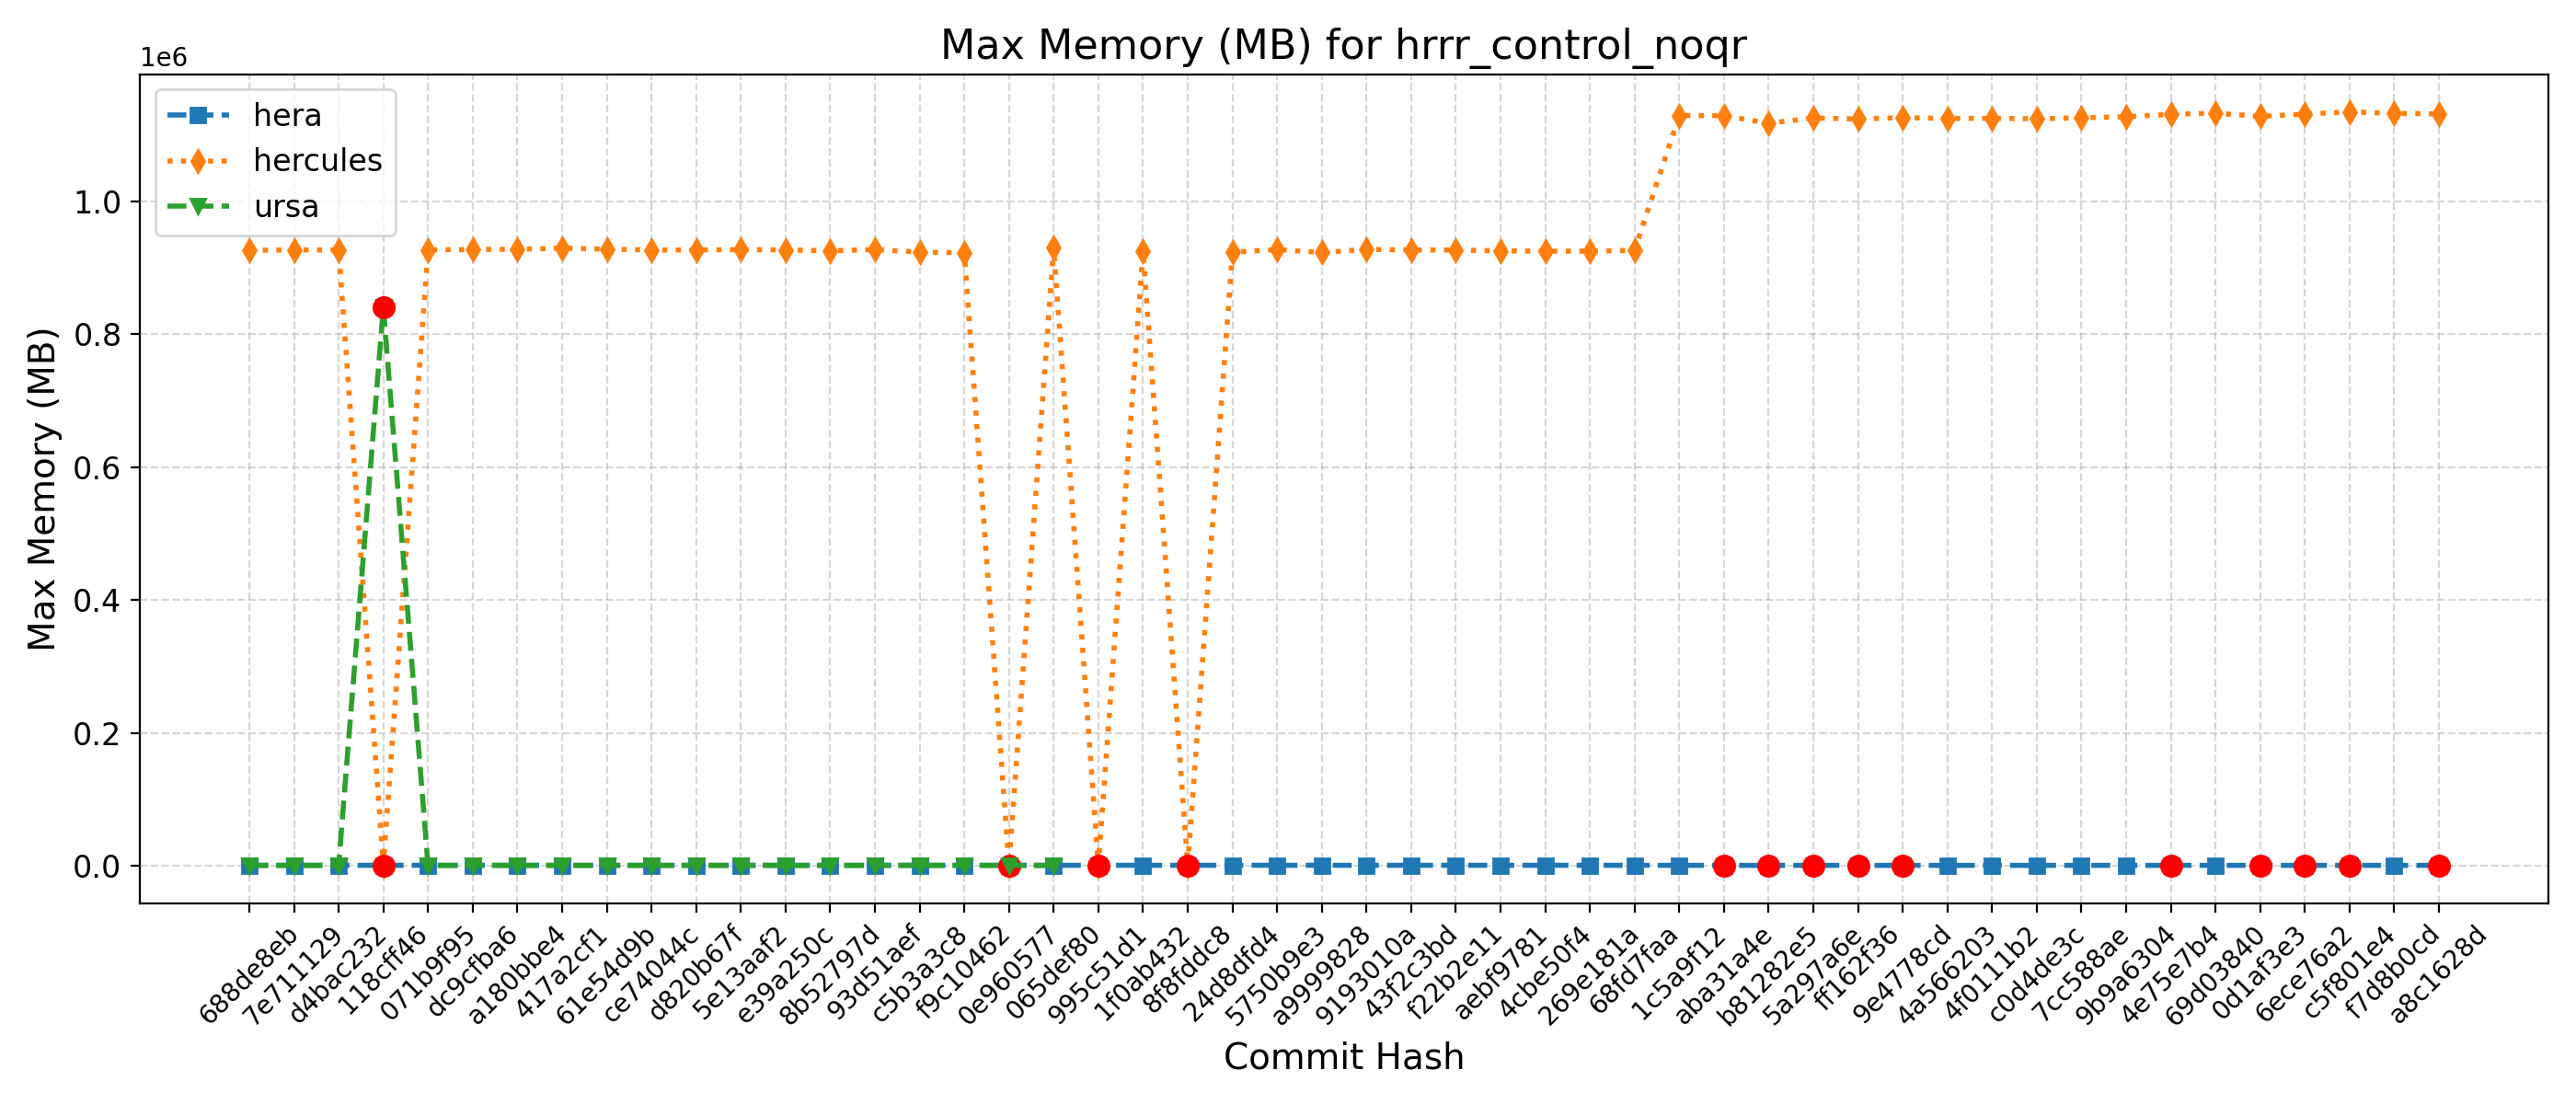 Max Memory (MB) for hrrr_control_noqr
1e6
hera
hercules
ursa
1.0
0.8
0.6
0.4
0.2
0.0
Max Memory (MB)
688de8eb
7e711129
d4bac232
118cff46
071b9f95
dc9cfba6
a180bbe4
417a2cf1
61e54d9b
ce74044c
d820b67f
5e13aaf2
e39a250c
8b52797d
93d51aef
c5b3a3c8
f9c10462
0e960577
065def80
995c51d1
1f0ab432
8f8fddc8
24d8dfd4
5750b9e3
a9999828
9193010a
43f2c3bd
f22b2e11
aebf9781
4cbe50f4
269e181a
68fd7faa
1c5a9f12
aba31a4e
b81282e5
5a297a6e
ff162f36
9e4778cd
4a566203
4f0111b2
c0d4de3c
7cc588ae
9b9a6304
4e75e7b4
69d03840
0d1af3e3
6ece76a2
c5f801e4
f7d8b0cd
a8c1628d
Commit Hash